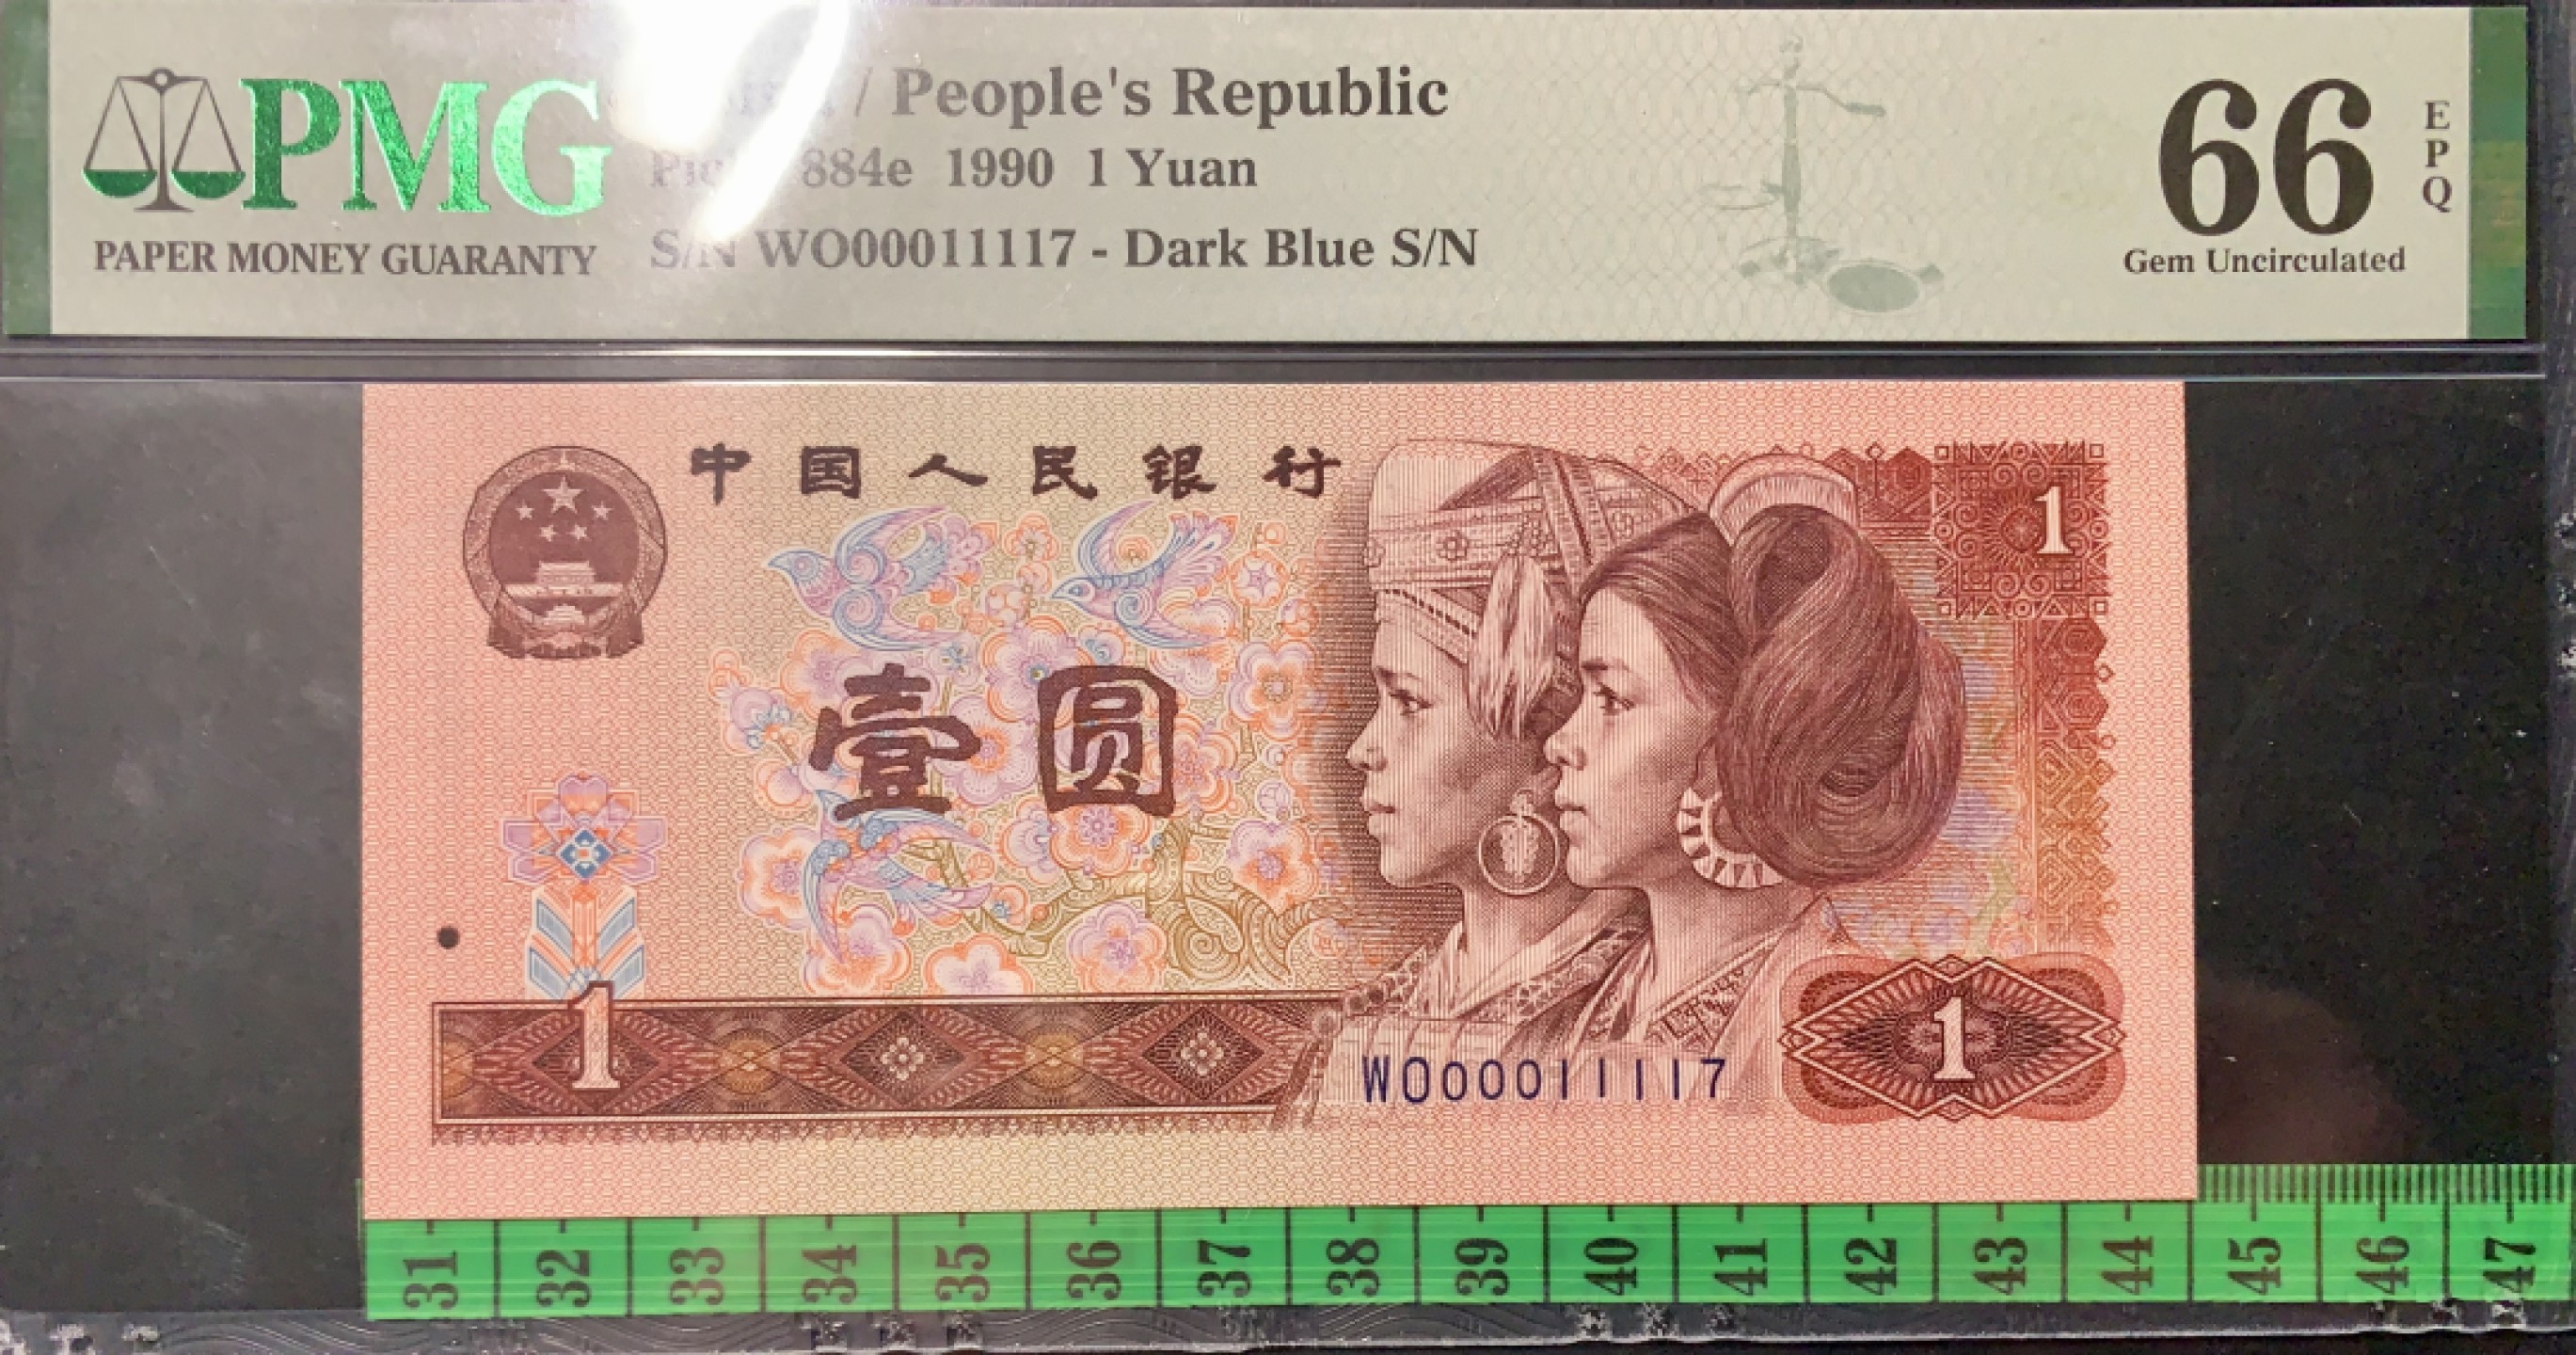 PMG
PAPER MONEY GUARANTY
/ People's Republic
884e 1990 1 Yuan
S/N WO00011117 - Dark Blue S/N
66
EPQ
Gem Uncirculated
中国人民银行
1
壹圆
1
1
WO00011117
31 32 33 34 35 36 37 38 39 40 41 42 43 44 45 46 47